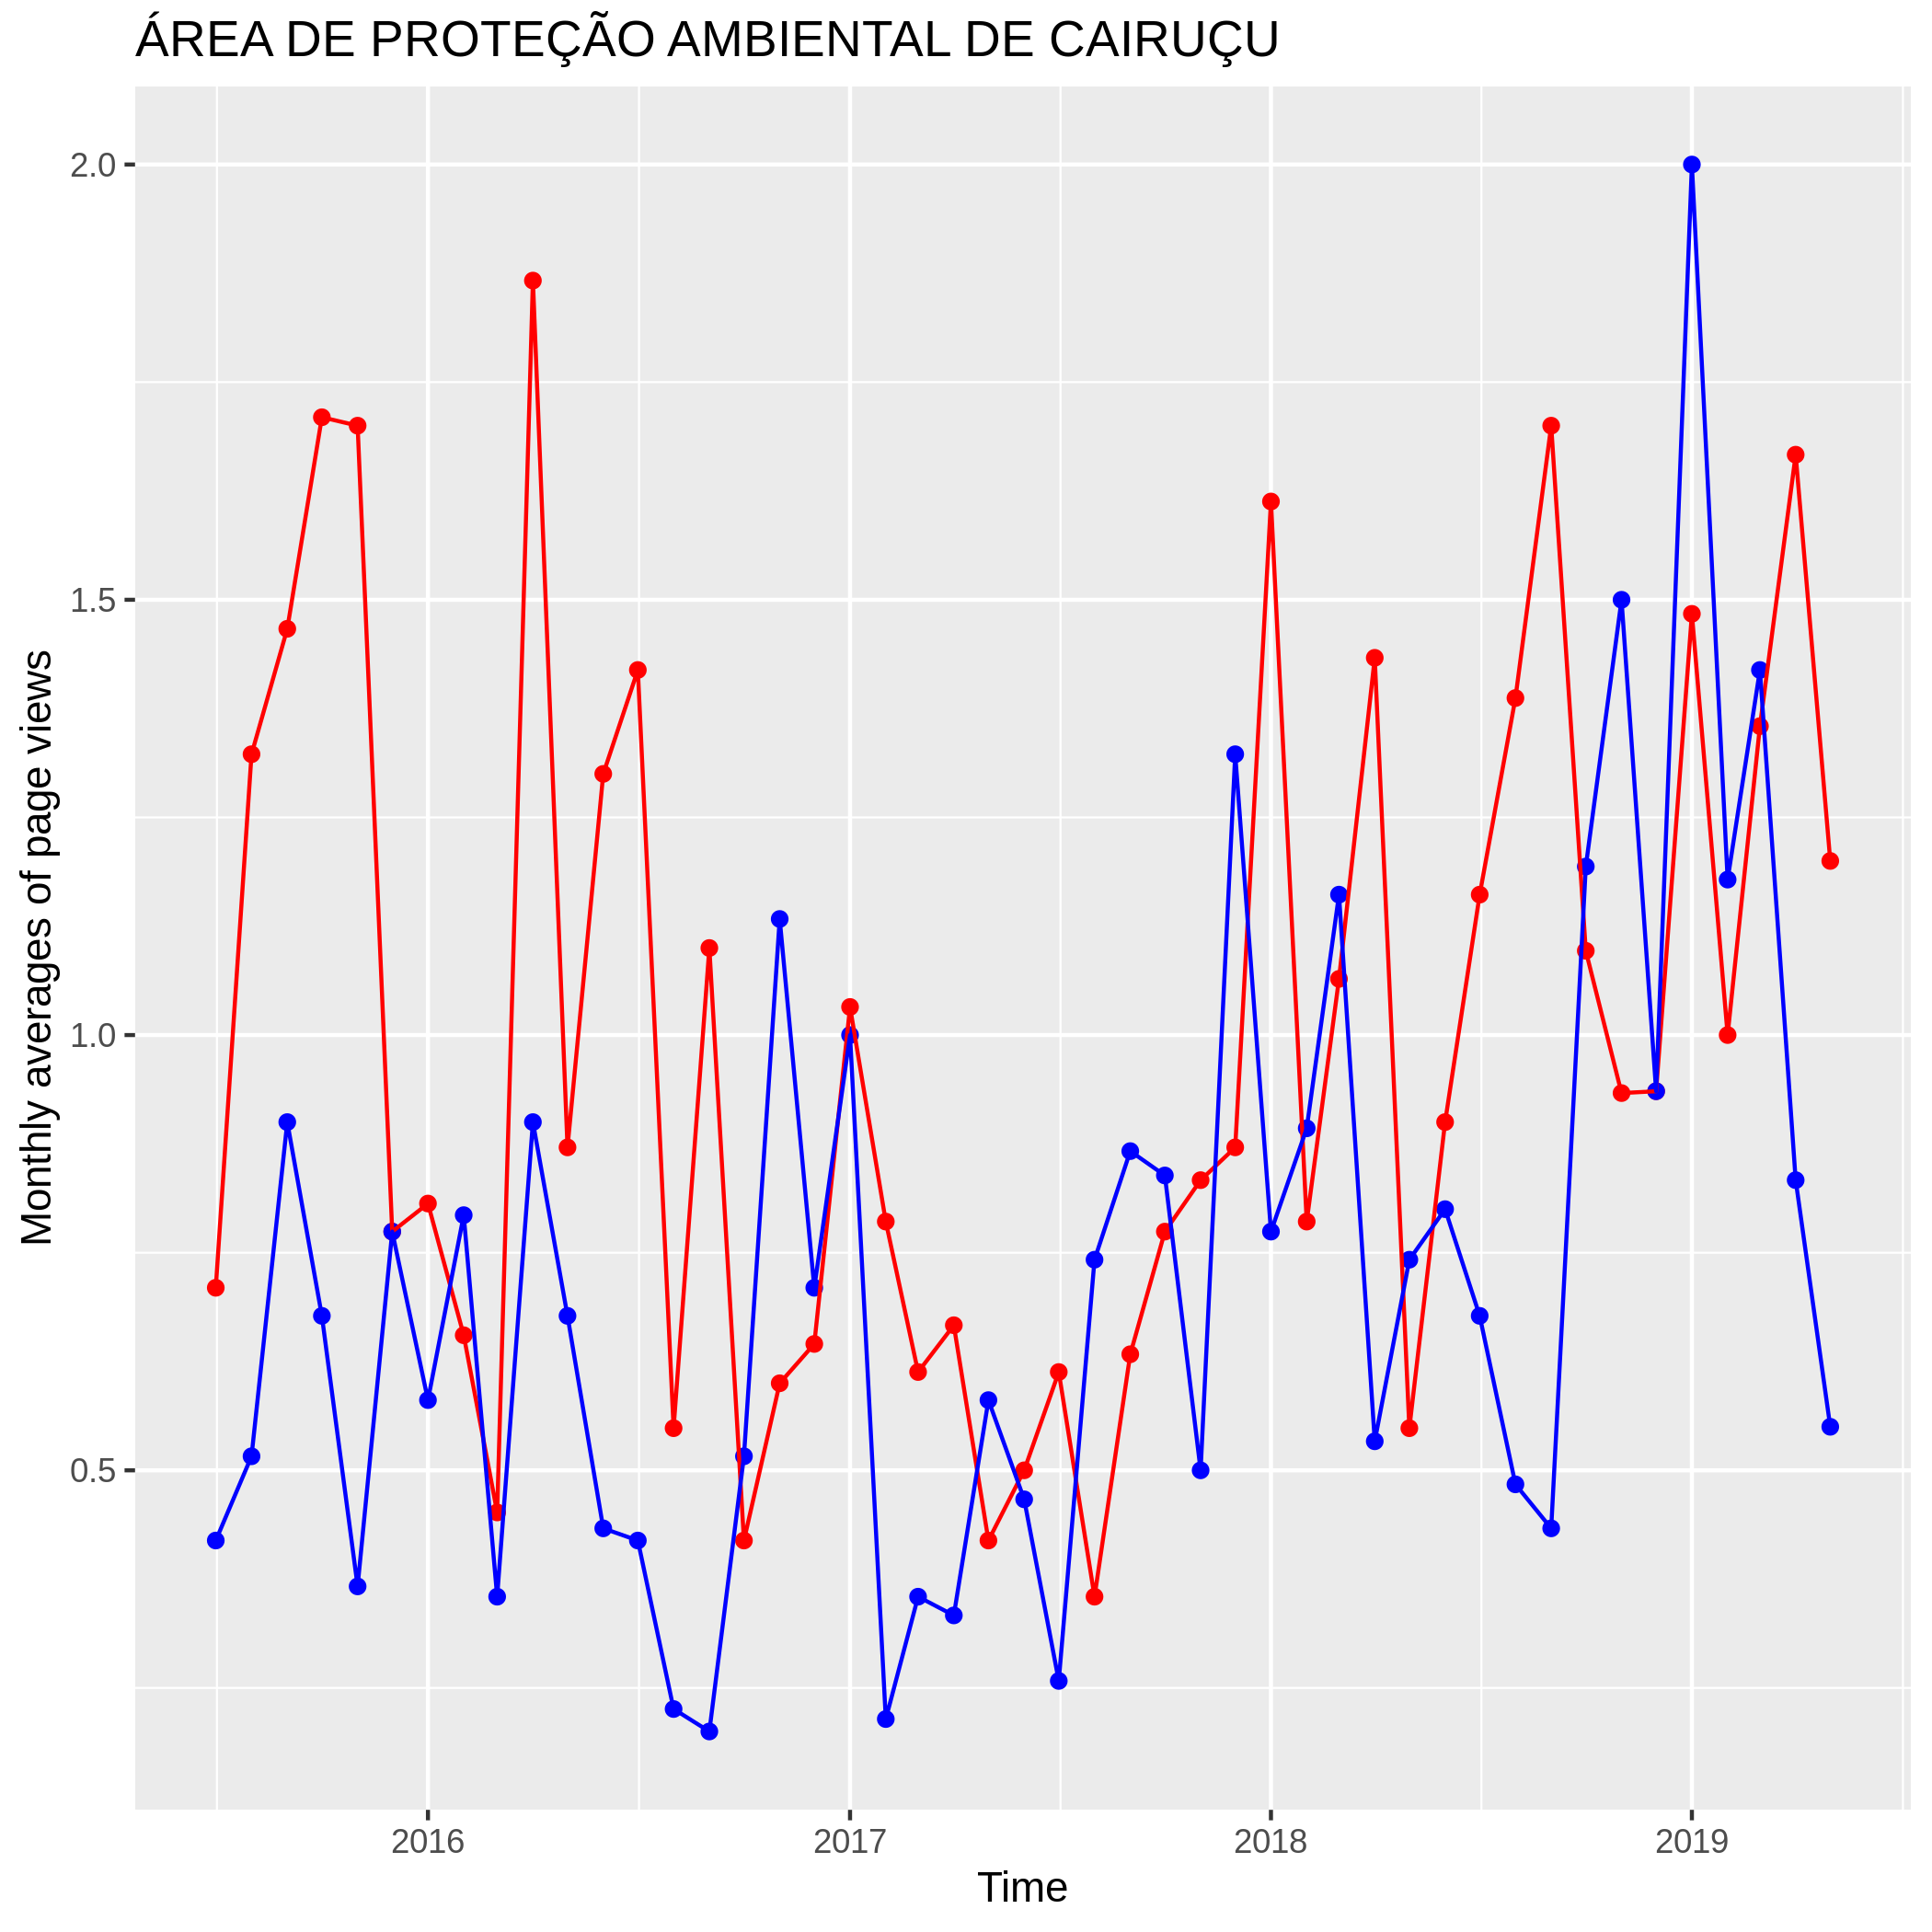 ÁREA DE PROTEÇÃO AMBIENTAL DE CAIRUÇU
Monthly averages of page views
2.0
1.5
1.0
0.5
2016
2017
2018
2019
Time